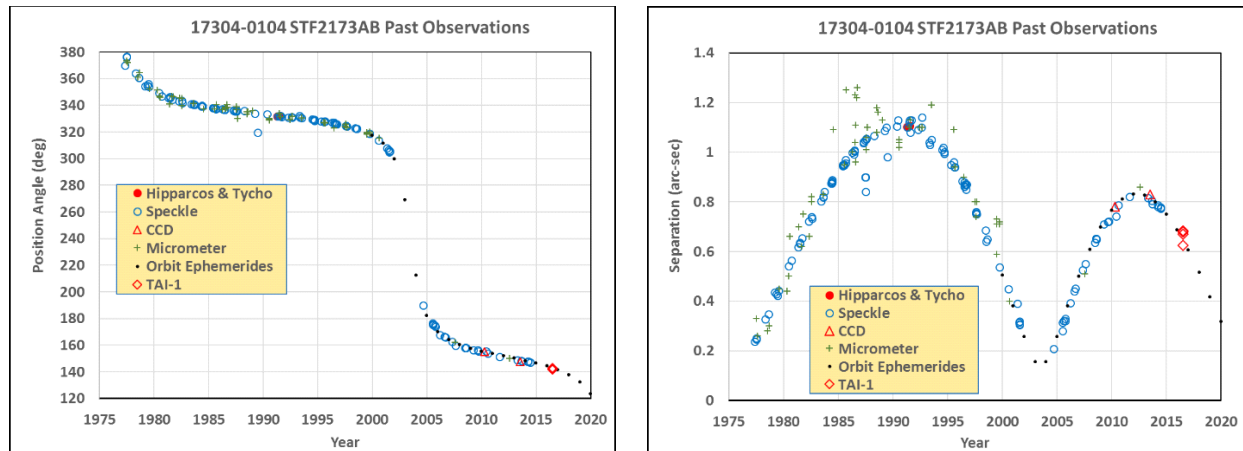 17304-0104 STF2173AB Past Observations
380
360
340
320
300
280
260
240
220
200
180
160
140
120
Position Angle (deg)
Hipparcos & Tycho
Speckle
CCD
Micrometer
Orbit Ephemerides
TAI-1
1975 1980 1985 1990 1995 2000 2005 2010 2015 2020
Year
17304-0104 STF2173AB Past Observations
1.4
1.2
1
0.8
0.6
0.4
0.2
0
Separation (arc-sec)
Hipparcos & Tycho
Speckle
CCD
Micrometer
Orbit Ephemerides
TAI-1
1975 1980 1985 1990 1995 2000 2005 2010 2015 2020
Year